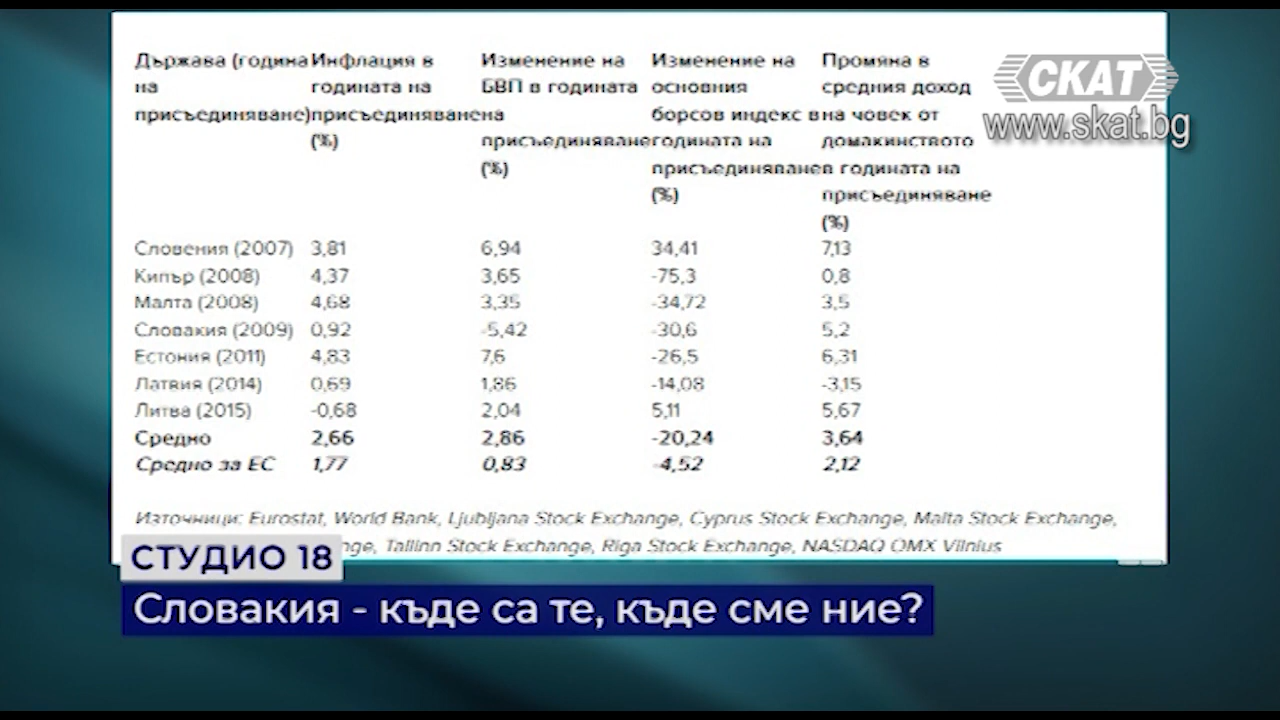 СКАТ
www.skat.bg
Държава (година на присъединяване) Инфлация в годината на присъединяване (%) Изменение на БВП в годината на присъединяване (%) Изменение на основния борсов индекс в годината на присъединяване (%) Промяна в средния доход на човек от домакинството в годината на присъединяване (%)
Словения (2007) 3,81 6,94 34,41 7,13
Кипър (2008) 4,37 3,65 -75,3 0,8
Малта (2008) 4,68 3,35 -34,72 3,5
Словакия (2009) 0,92 -5,42 -30,6 5,2
Естония (2011) 4,83 7,6 -26,5 6,31
Латвия (2014) 0,69 1,86 -14,08 -3,15
Литва (2015) -0,68 2,04 5,11 5,67
Средно 2,66 2,86 -20,24 3,64
Средно за ЕС 1,77 0,83 -4,52 2,12
Източници: Eurostat, World Bank, Ljubljana Stock Exchange, Cyprus Stock Exchange, Malta Stock Exchange,
Tallinn Stock Exchange, Riga Stock Exchange, NASDAQ OMX Vilnius
СТУДИО 18
Словакия - къде са те, къде сме ние?